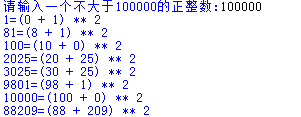 请输入一个不大于100000的正整数:100000
1=(0 + 1) ** 2
81=(8 + 1) ** 2
100=(10 + 0) ** 2
2025=(20 + 25) ** 2
3025=(30 + 25) ** 2
9801=(98 + 1) ** 2
10000=(100 + 0) ** 2
88209=(88 + 209) ** 2